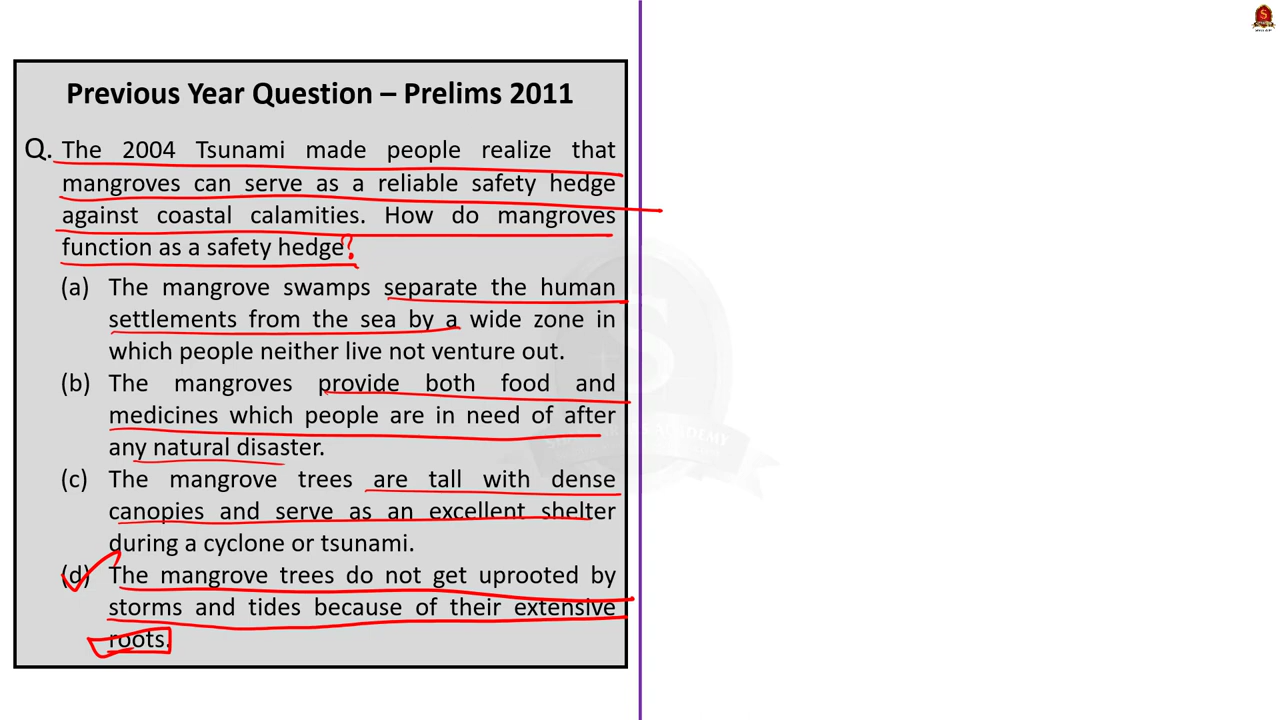 Previous Year Question – Prelims 2011
Q. The 2004 Tsunami made people realize that
mangroves can serve as a reliable safety hedge
against coastal calamities. How do mangroves
function as a safety hedge?
(a) The mangrove swamps separate the human
settlements from the sea by a wide zone in
which people neither live not venture out.
(b) The mangroves provide both food and
medicines which people are in need of after
any natural disaster.
(c) The mangrove trees are tall with dense
canopies and serve as an excellent shelter
during a cyclone or tsunami.
(d) The mangrove trees do not get uprooted by
storms and tides because of their extensive
roots.